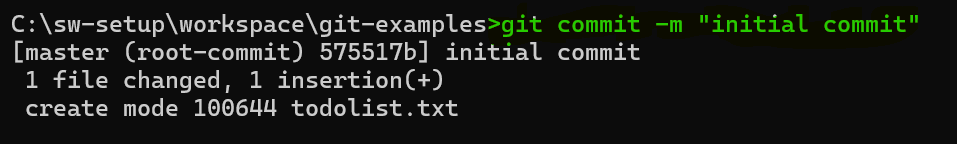 C:\sw-setup\workspace\git-examples>git commit -m "initial commit"
[master (root-commit) 575517b] initial commit
 1 file changed, 1 insertion(+)
 create mode 100644 todolist.txt